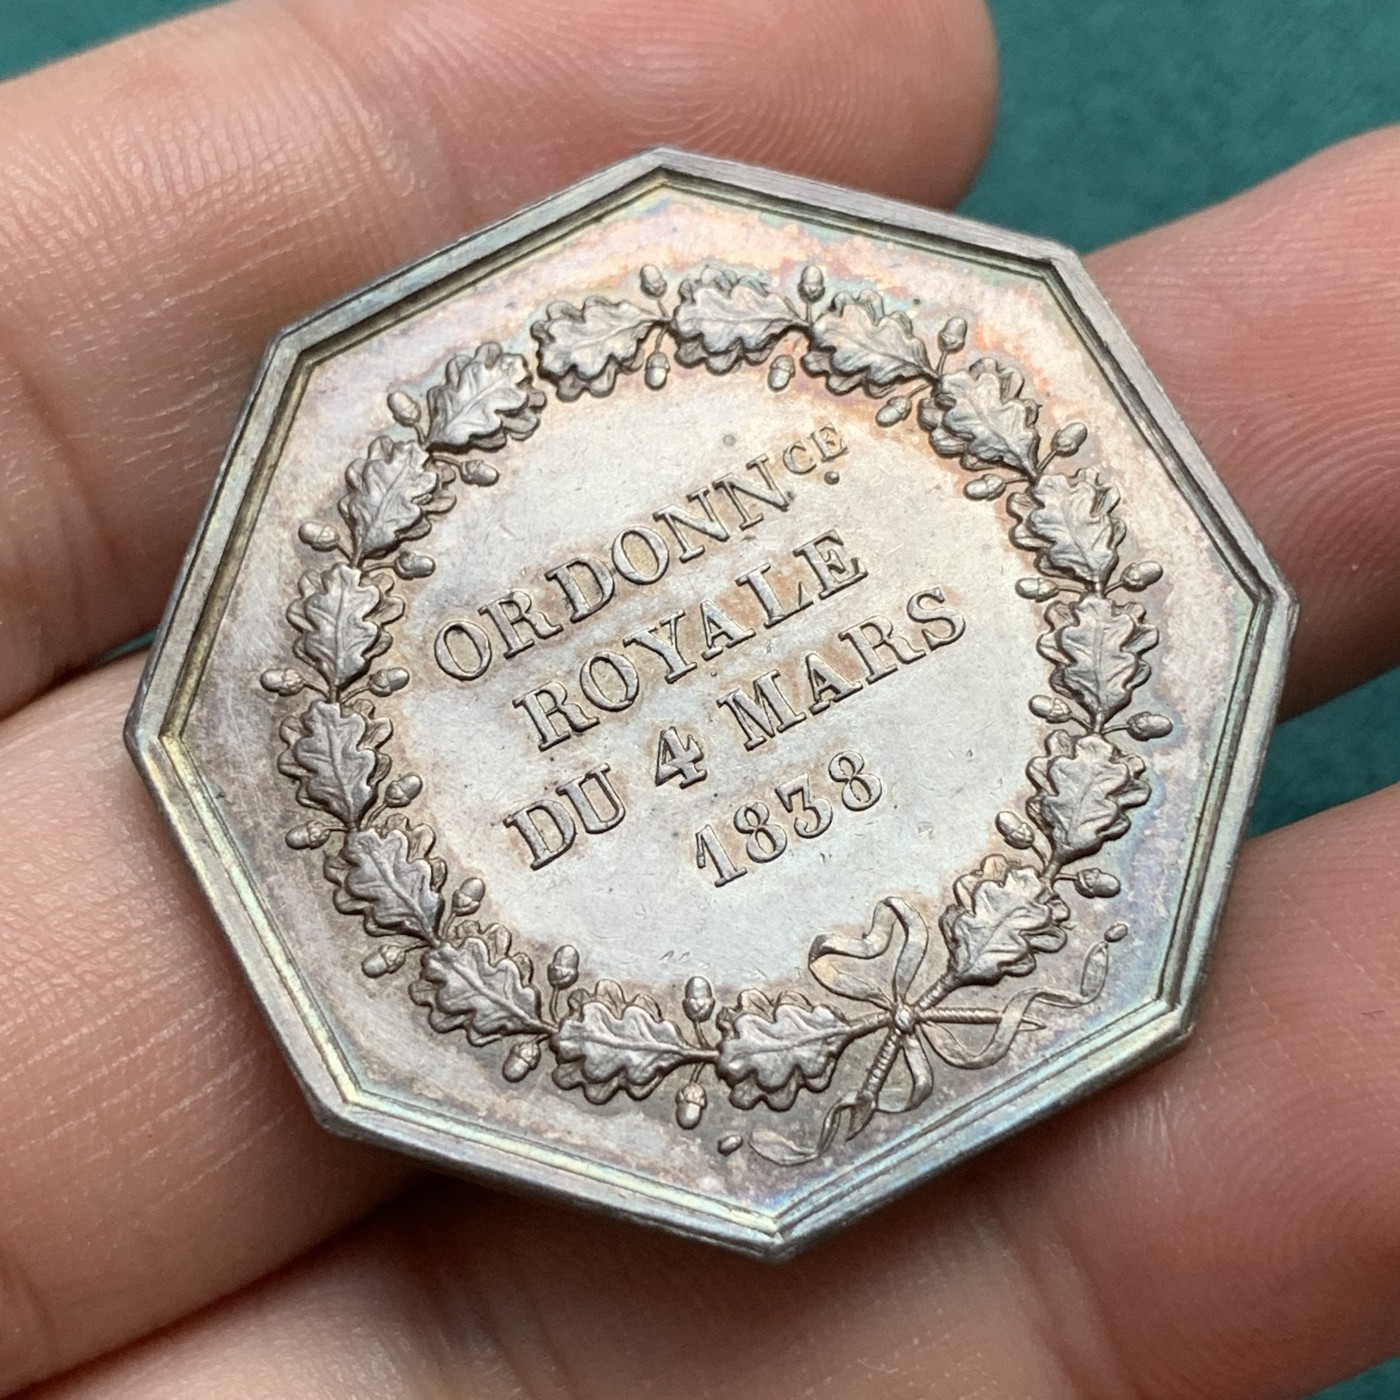 ORDONNCE
ROYALE
DU 4 MARS
1838